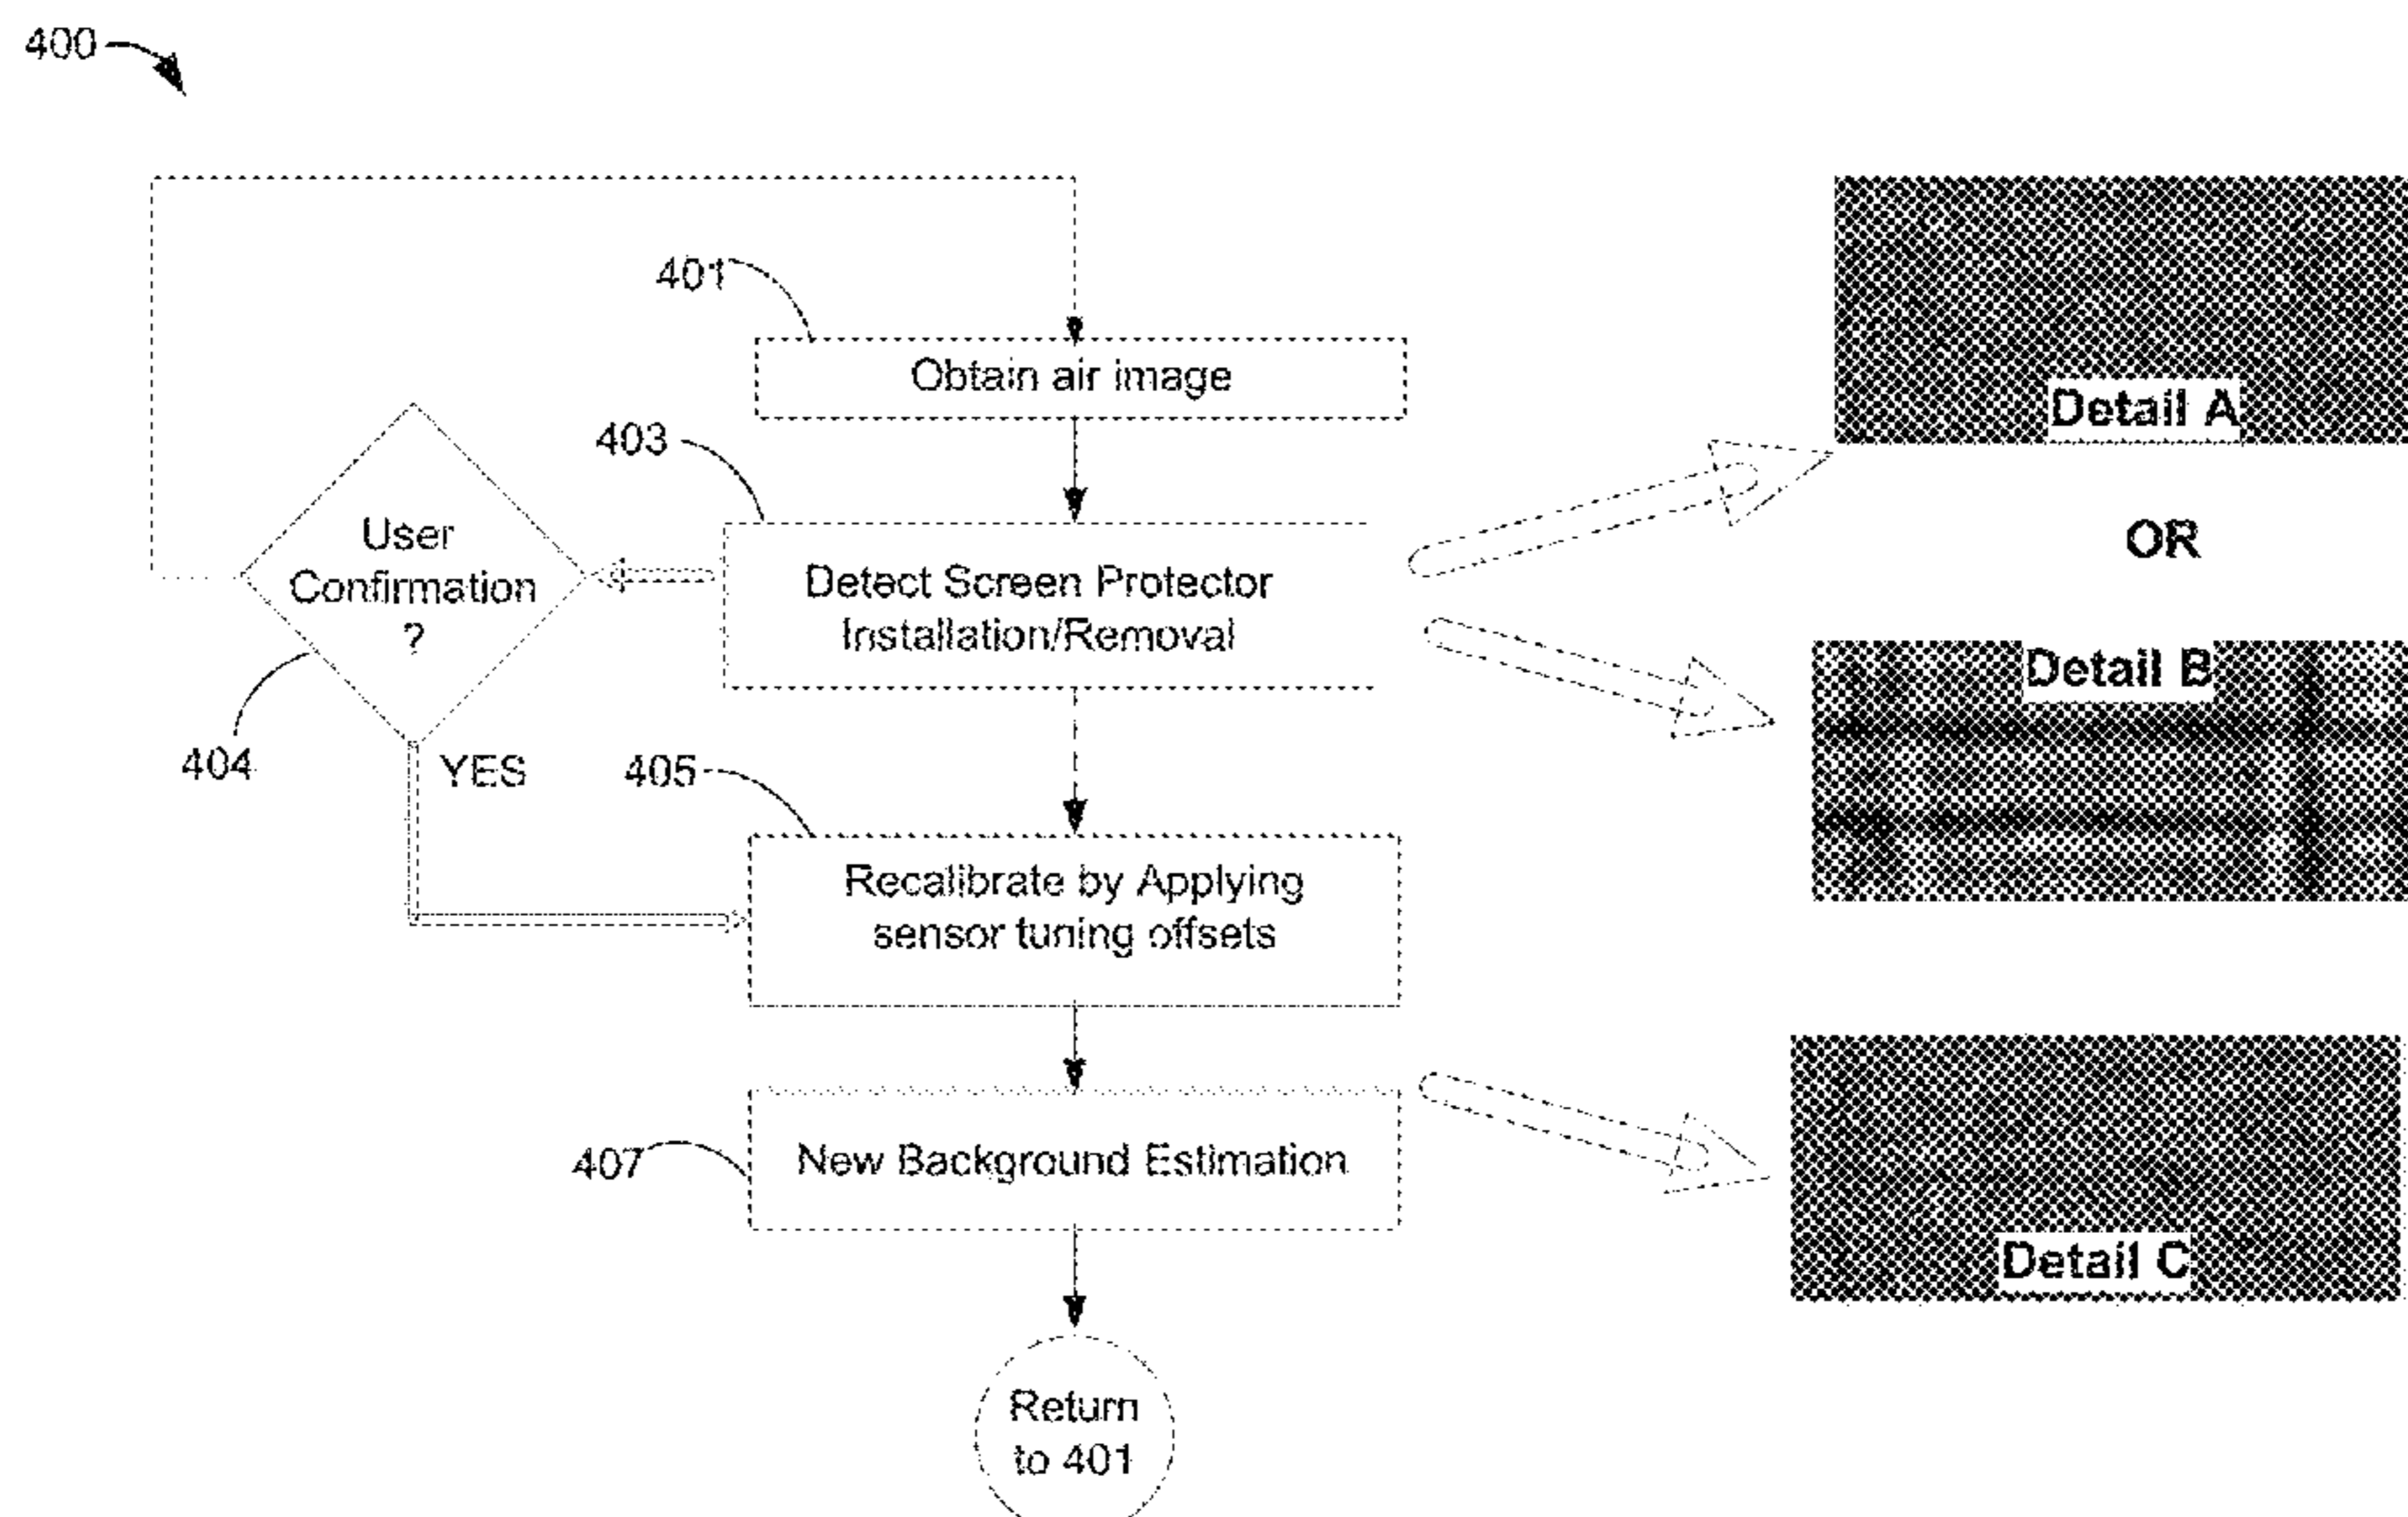 400
401
Obtain air image
Detail A
403
OR
User
Confirmation
?
Detect Screen Protector
Installation/Removal
Detail B
404
YES
405
Recalibrate by Applying
sensor tuning offsets
407
New Background Estimation
Detail C
Return
to 401